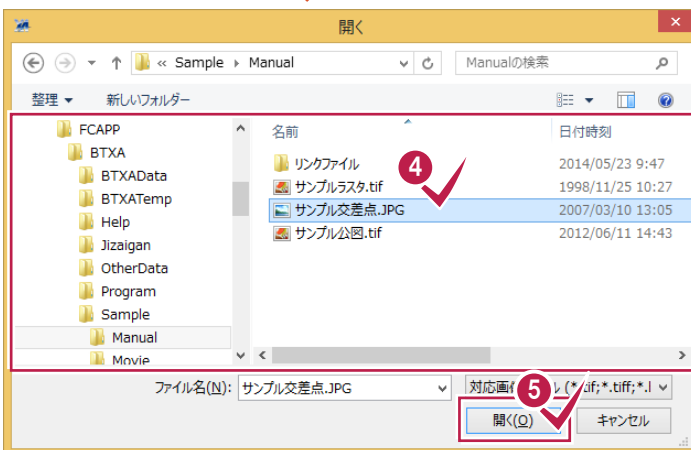 開く
« Sample ▸ Manual
Manualの検索
整理 ▼ 新しいフォルダー
FCAPP
BTXA
BTXAData
BTXATemp
Help
Jizaigan
OtherData
Program
Sample
Manual
Movie
名前 日付時刻
リンクファイル 2014/05/23 9:47
サンプルラスタ.tif 1998/11/25 10:27
サンプル交差点.JPG 2007/03/10 13:05
サンプル公図.tif 2012/06/11 14:43
4
ファイル名(N): サンプル交差点.JPG
対応画 (*.tif;*.tiff;*.l
5
開く(O) キャンセル